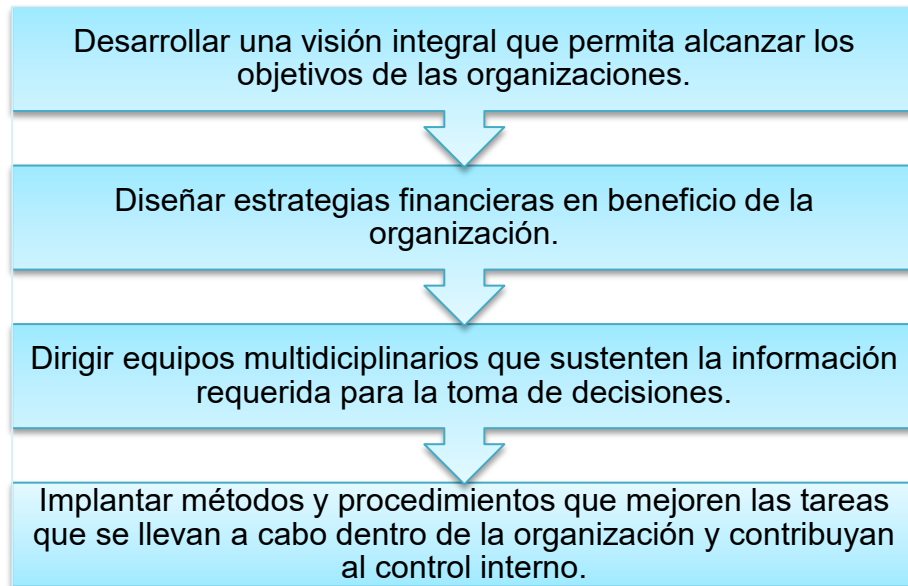 Desarrollar una visión integral que permita alcanzar los
objetivos de las organizaciones.
Diseñar estrategias financieras en beneficio de la
organización.
Dirigir equipos multidiciplinarios que sustenten la información
requerida para la toma de decisiones.
Implantar métodos y procedimientos que mejoren las tareas
que se llevan a cabo dentro de la organización y contribuyan
al control interno.